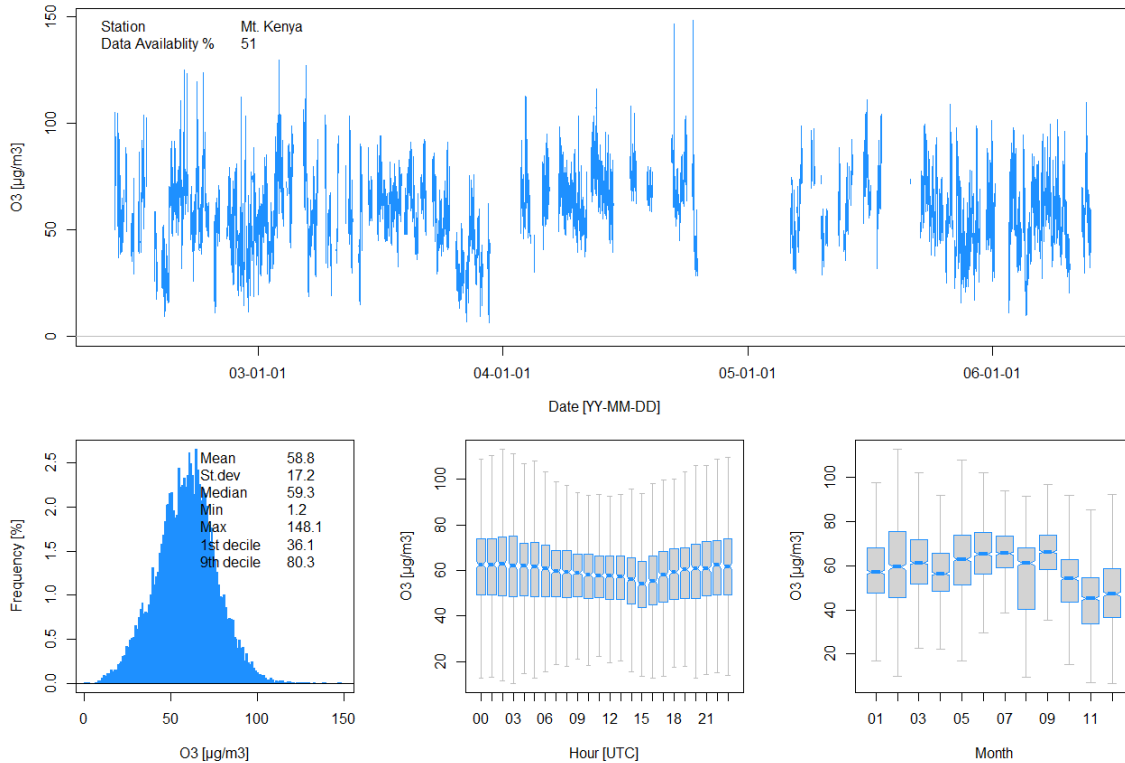 Station Mt. Kenya
Data Availablity % 51
O3 [µg/m3]
150
100
50
0
03-01-01 04-01-01 05-01-01 06-01-01
Date [YY-MM-DD]
Frequency [%]
2.5
2.0
1.5
1.0
0.5
0.0
Mean 58.8
St.dev 17.2
Median 59.3
Min 1.2
Max 148.1
1st decile 36.1
9th decile 80.3
0 50 100 150
O3 [µg/m3]
O3 [µg/m3]
100
80
60
40
20
00 03 06 09 12 15 18 21
Hour [UTC]
O3 [µg/m3]
100
80
60
40
20
01 03 05 07 09 11
Month